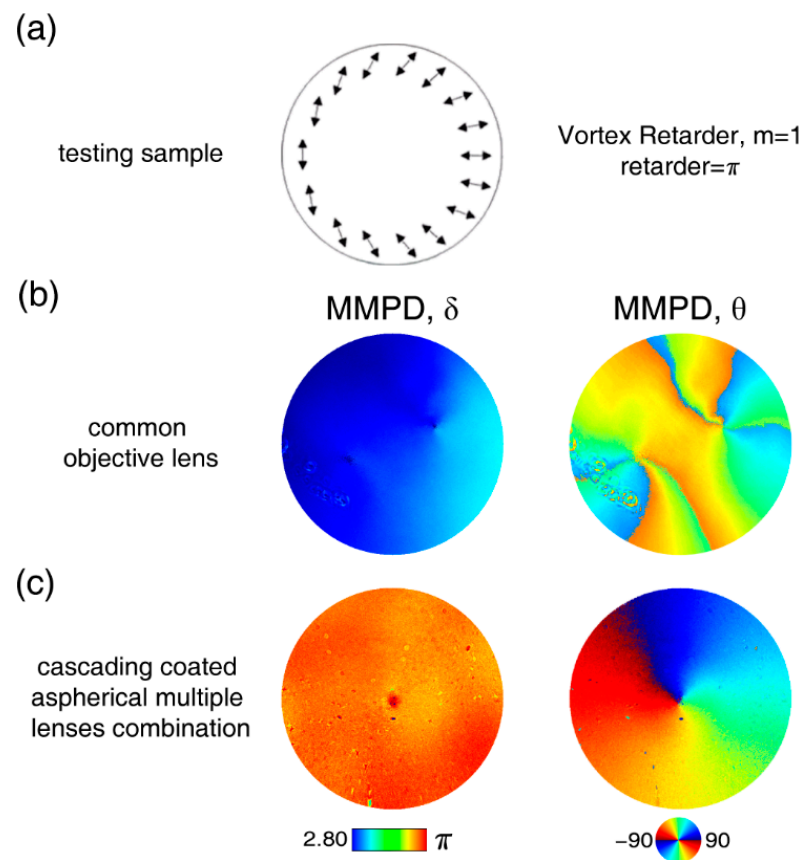 (a)
testing sample
Vortex Retarder, m=1
retarder=π
(b)
MMPD, δ
MMPD, θ
common
objective lens
(c)
cascading coated
aspherical multiple
lenses combination
2.80
π
−90
90